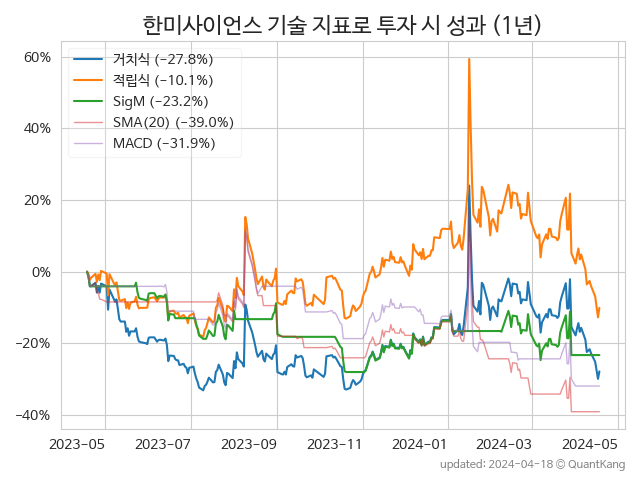 한미사이언스 기술 지표로 투자 시 성과 (1년)
거치식 (−27.8%)
적립식 (−10.1%)
SigM (−23.2%)
SMA(20) (−39.0%)
MACD (−31.9%)
60%
40%
20%
0%
−20%
−40%
2023-05 2023-07 2023-09 2023-11 2024-01 2024-03 2024-05
updated: 2024-04-18 © QuantKang